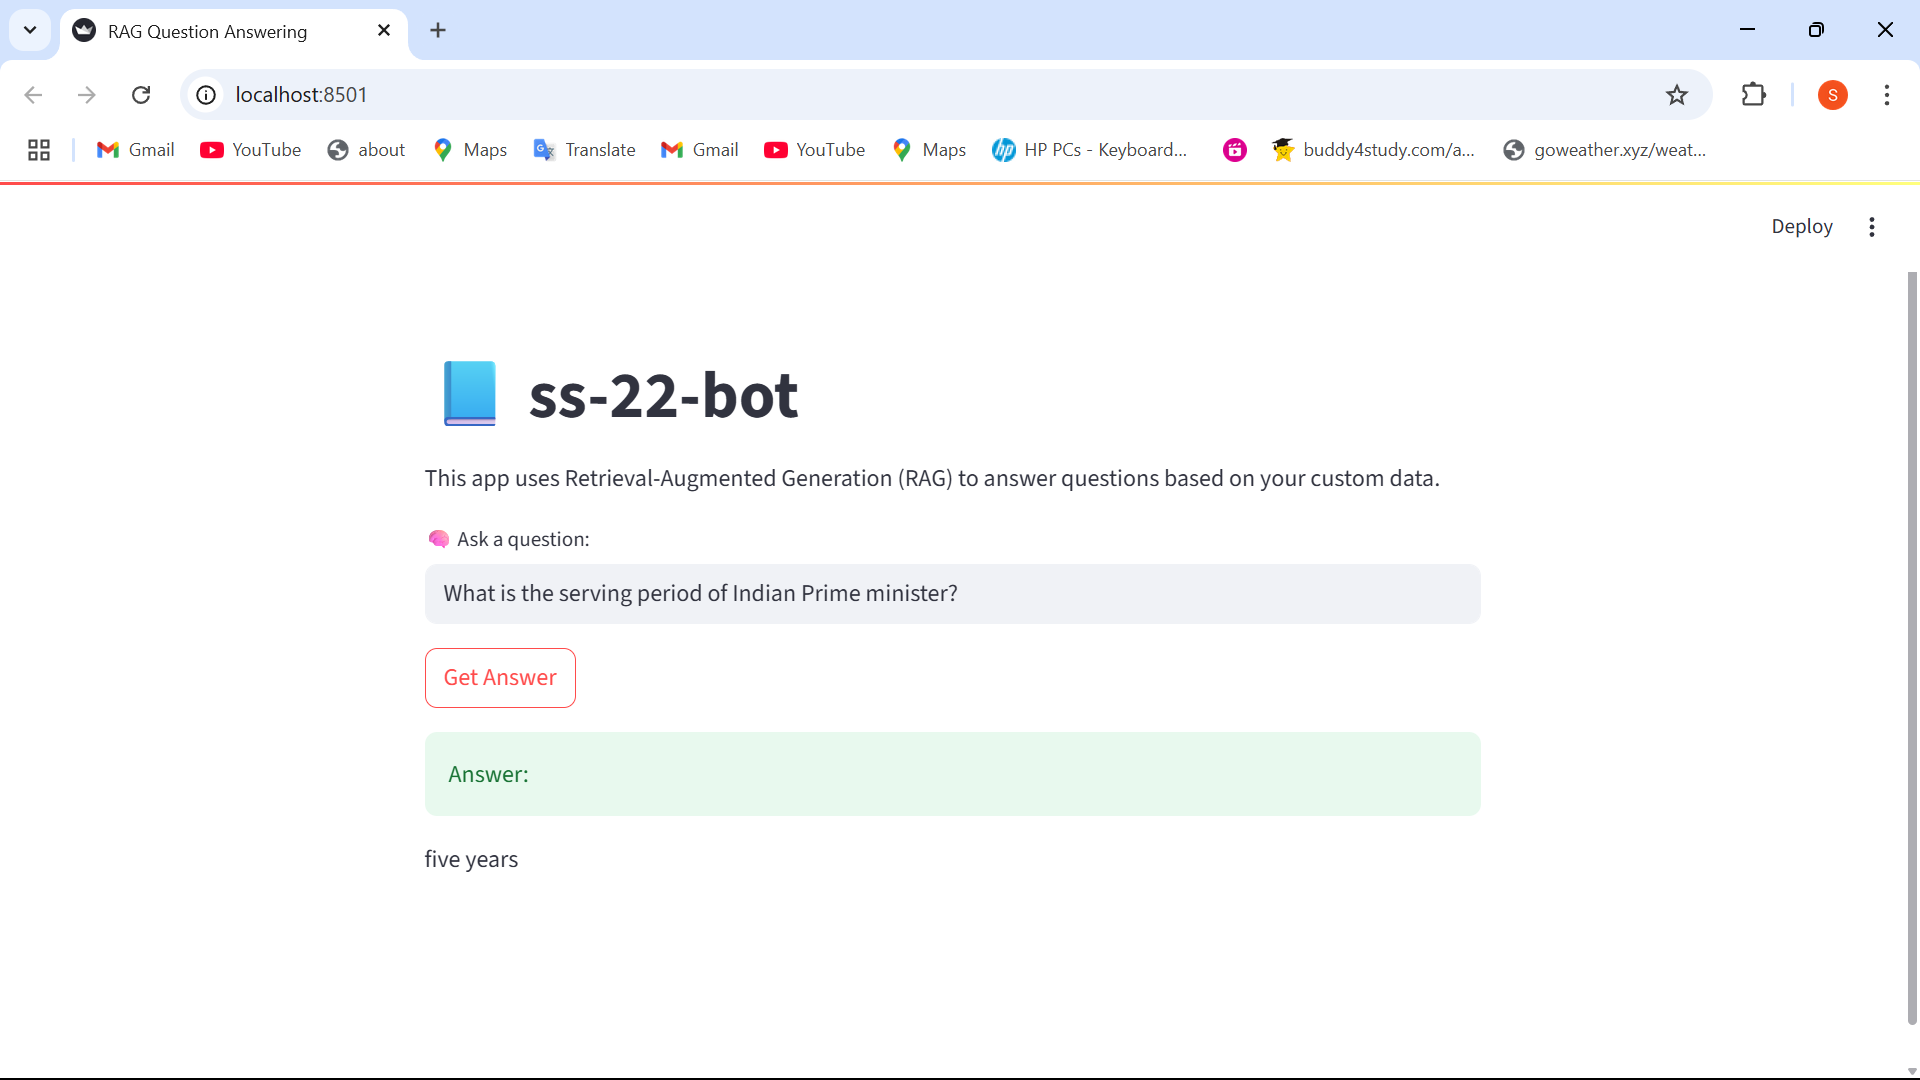 RAG Question Answering
localhost:8501
S
Gmail
YouTube
about
Maps
Translate
Gmail
YouTube
Maps
HP PCs - Keyboard...
buddy4study.com/a...
goweather.xyz/weat...
Deploy
ss-22-bot
This app uses Retrieval-Augmented Generation (RAG) to answer questions based on your custom data.
Ask a question:
What is the serving period of Indian Prime minister?
Get Answer
Answer:
five years